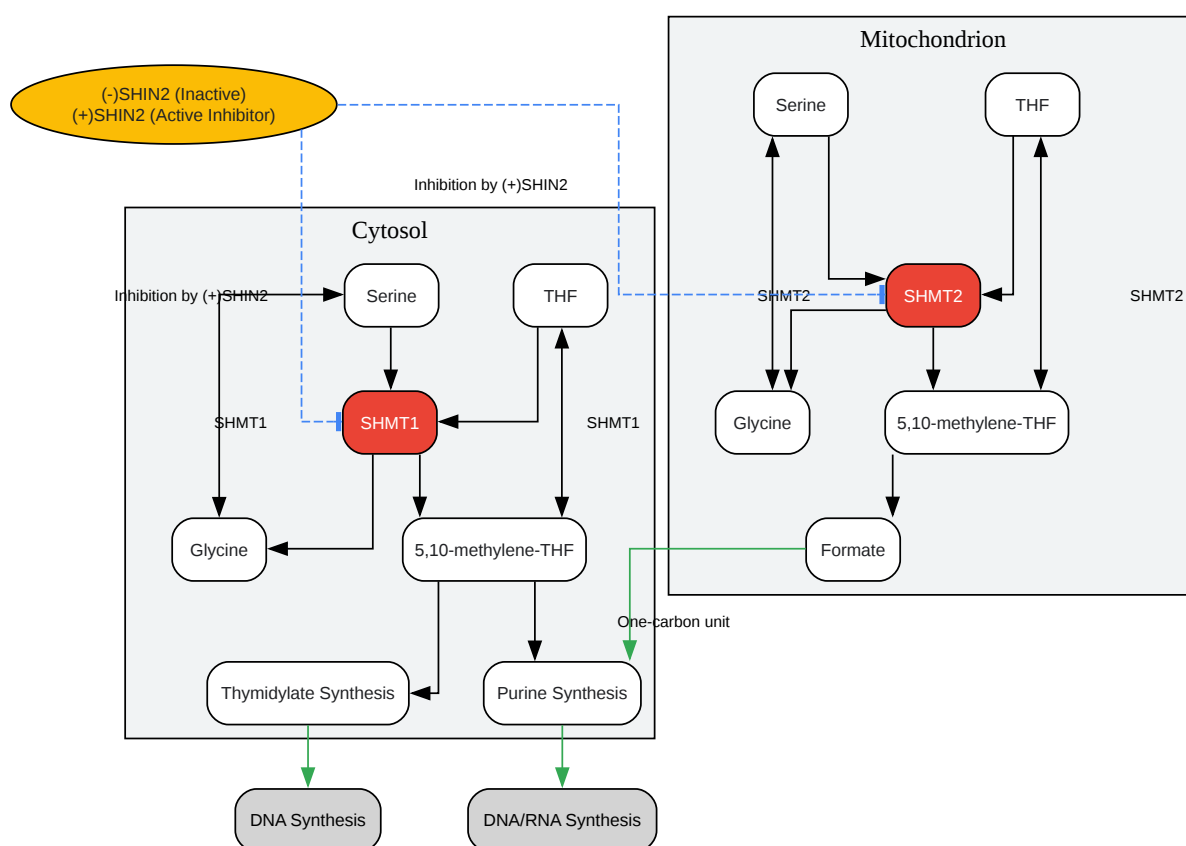 Mitochondrion
(-)SHIN2 (Inactive)
(+)SHIN2 (Active Inhibitor)
Serine
THF
Inhibition by (+)SHIN2
Cytosol
Inhibition by (+)SHIN2
Serine
THF
SHMT2
SHMT2
SHMT2
SHMT1
SHMT1
SHMT1
Glycine
5,10-methylene-THF
Glycine
5,10-methylene-THF
Formate
One-carbon unit
Thymidylate Synthesis
Purine Synthesis
DNA Synthesis
DNA/RNA Synthesis